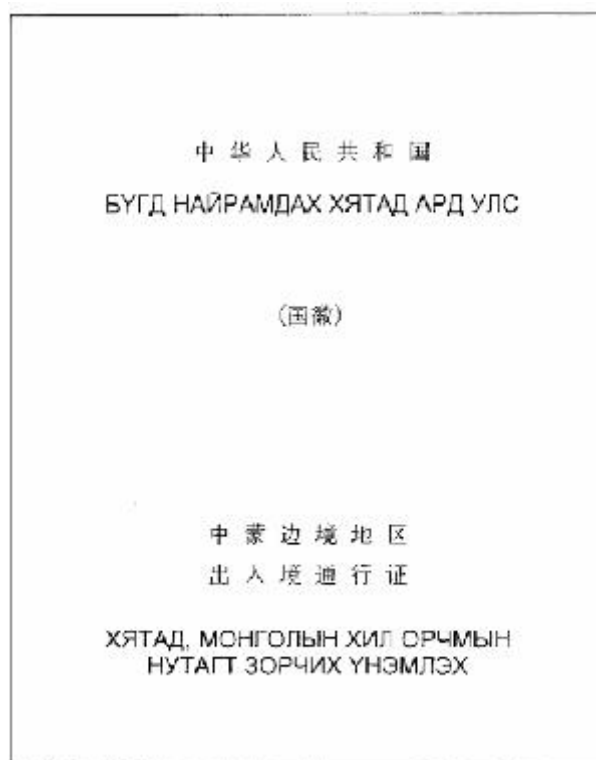 中华人民共和国
БҮГД НАЙРАМДАХ ХЯТАД АРД УЛС
(国徽)
中蒙边境地区
出入境通行证
ХЯТАД, МОНГОЛЫН ХИЛ ОРЧМЫН
НУТАГТ ЗОРЧИХ ҮНЭМЛЭХ